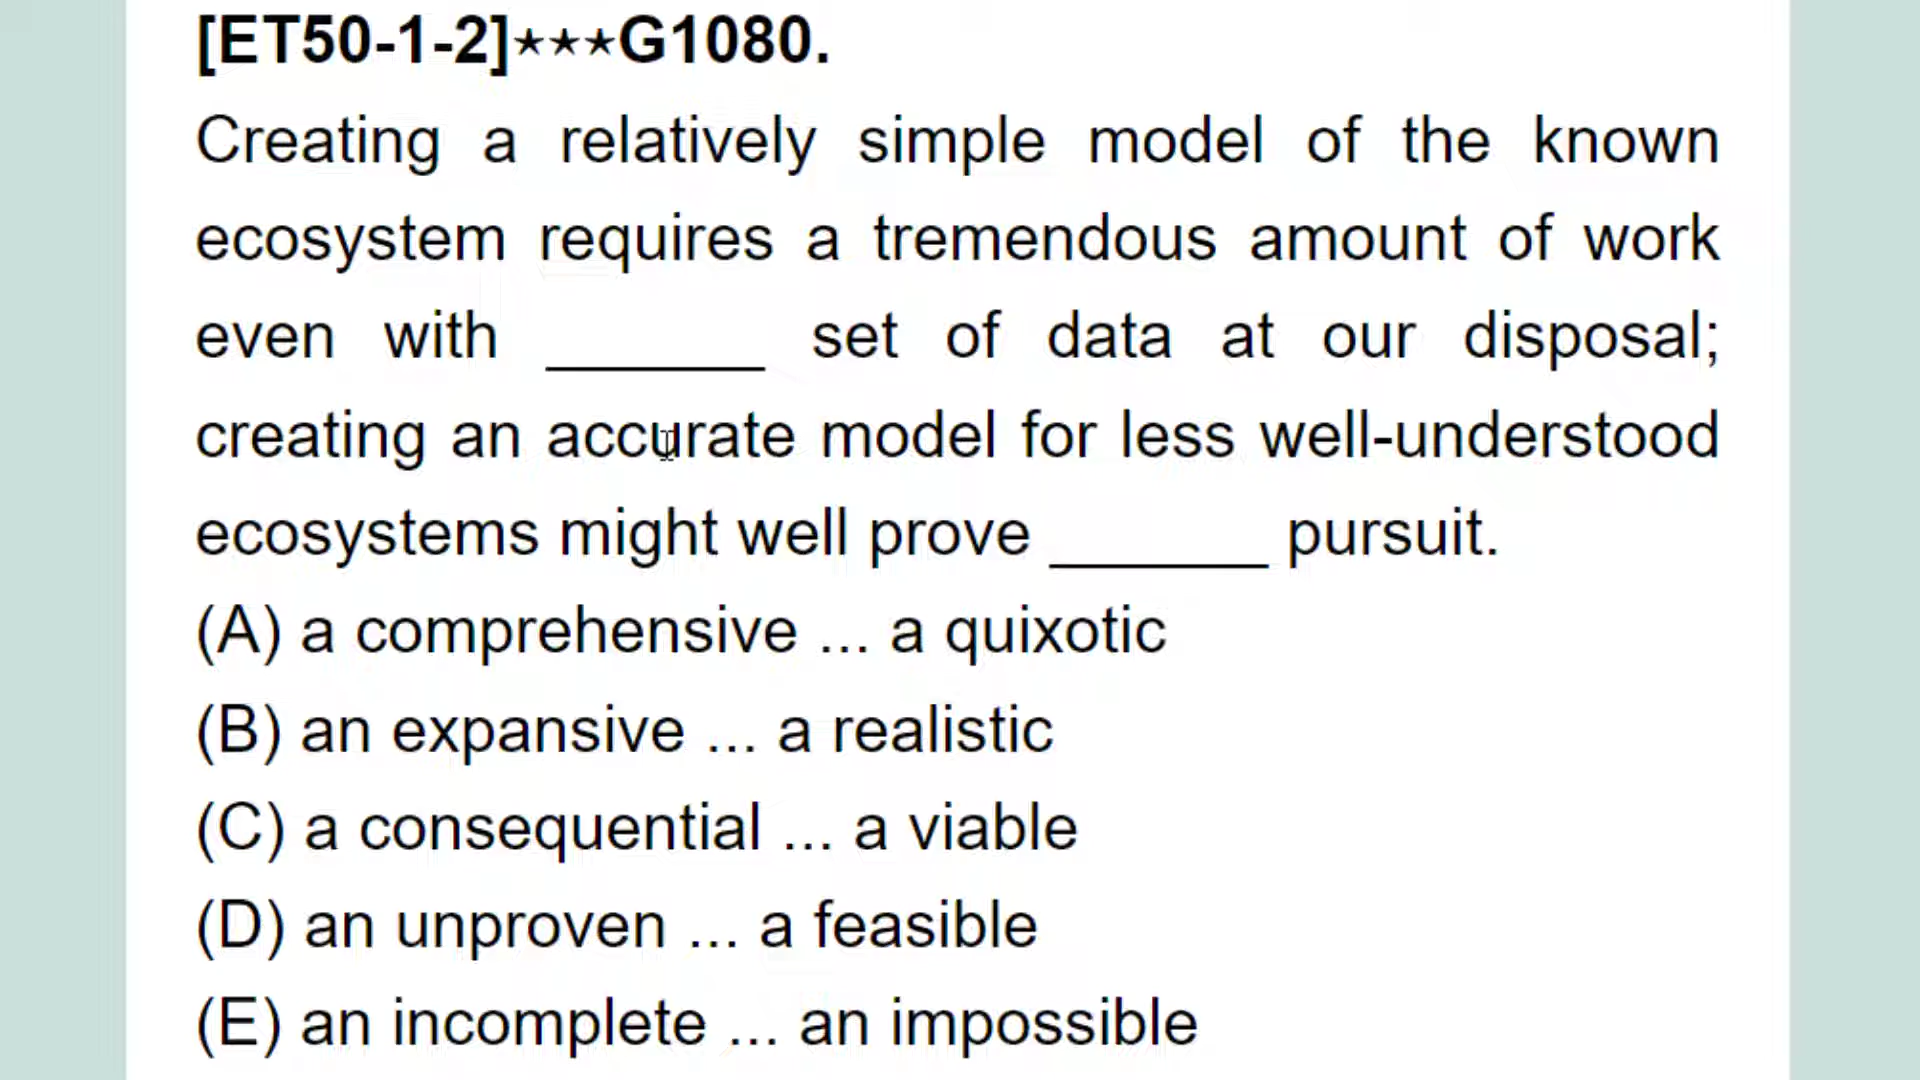 [ET50-1-2]⋆⋆⋆G1080.
Creating a relatively simple model of the known
ecosystem requires a tremendous amount of work
even with _______ set of data at our disposal;
creating an accurate model for less well-understood
ecosystems might well prove _______ pursuit.
(A) a comprehensive ... a quixotic
(B) an expansive ... a realistic
(C) a consequential ... a viable
(D) an unproven ... a feasible
(E) an incomplete ... an impossible